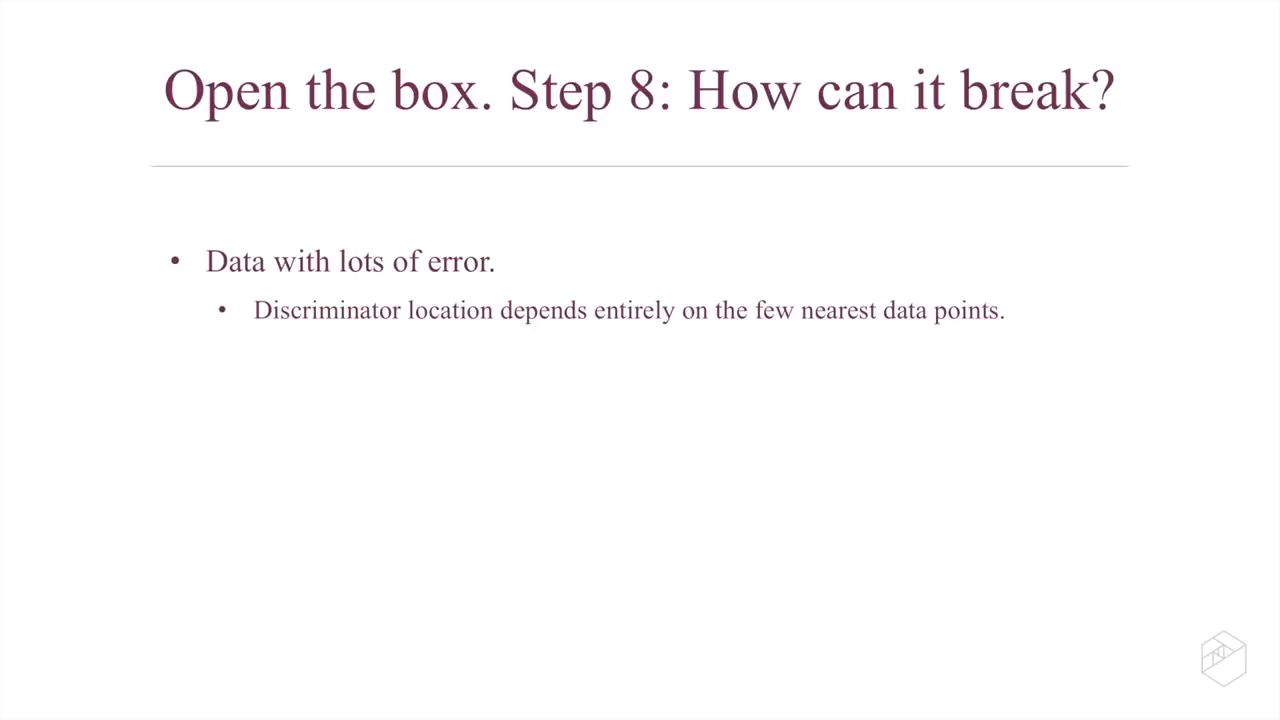 Open the box. Step 8: How can it break?
• Data with lots of error.
• Discriminator location depends entirely on the few nearest data points.